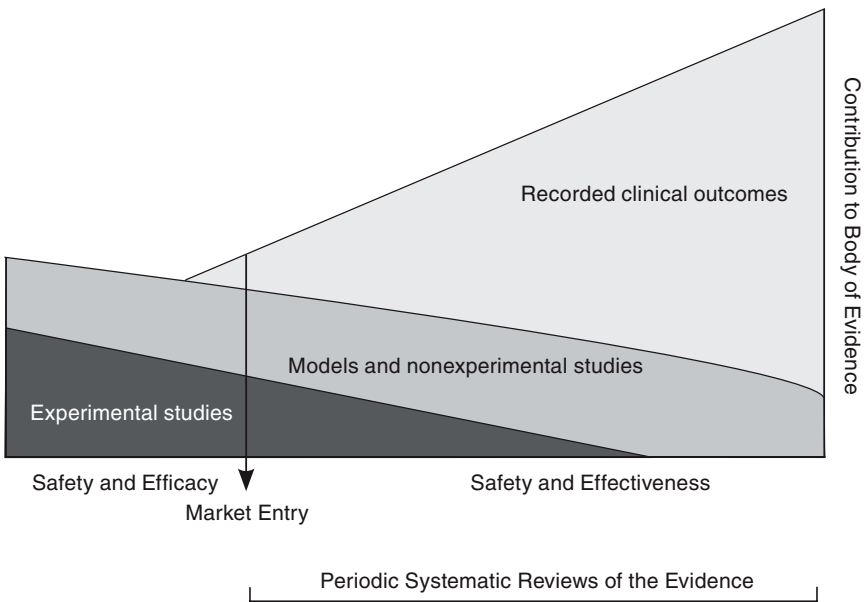 Recorded clinical outcomes
Contribution to Body of Evidence
Models and nonexperimental studies
Experimental studies
Safety and Efficacy
Safety and Effectiveness
Market Entry
Periodic Systematic Reviews of the Evidence